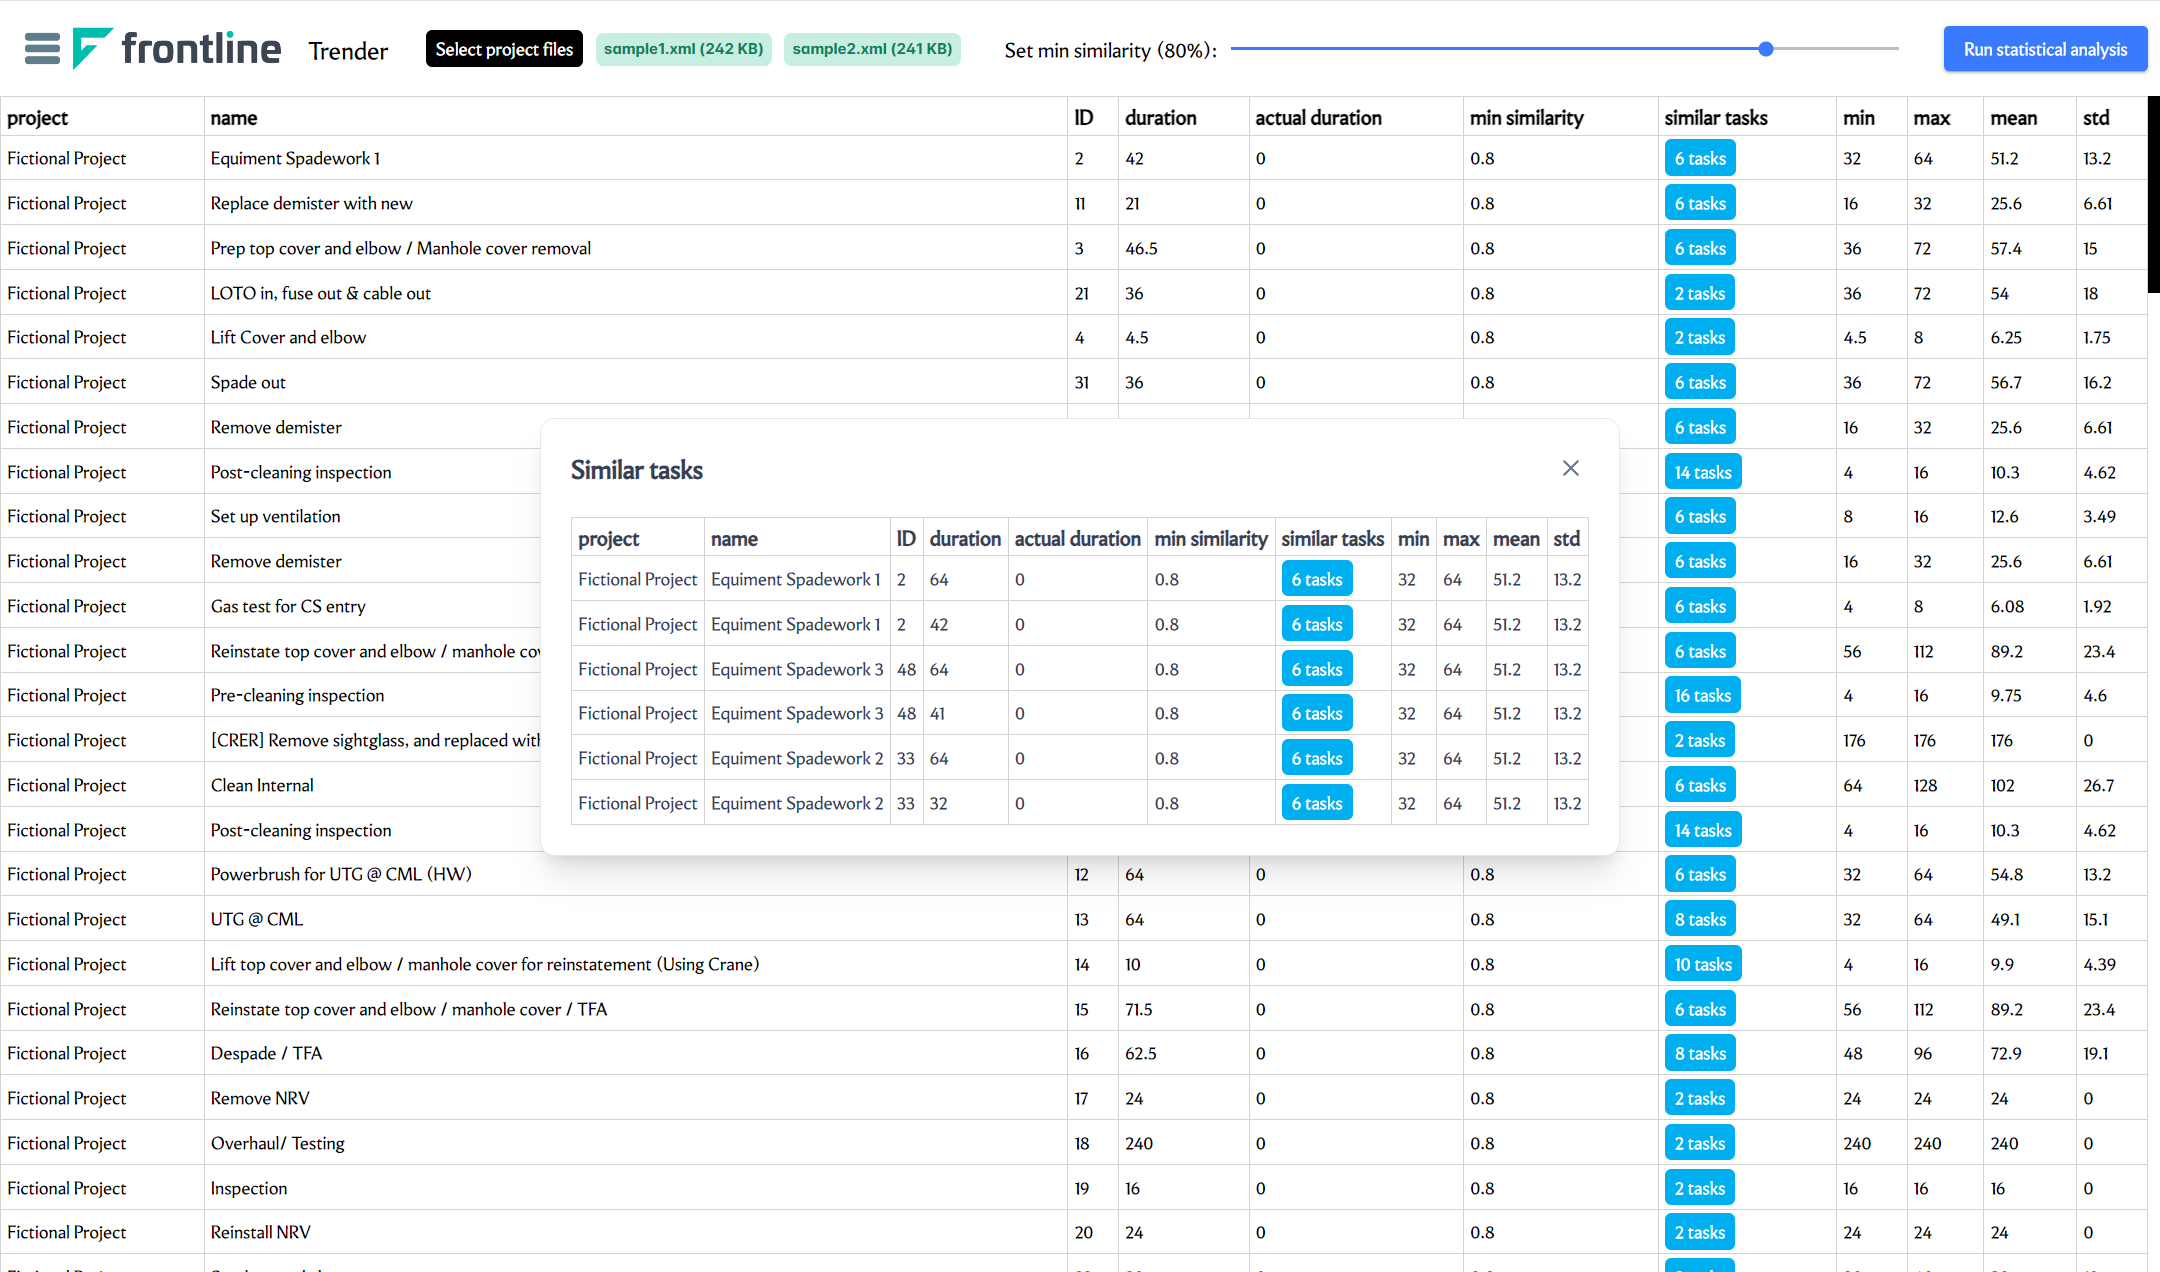 frontline Trender Select project files sample1.xml (242 KB) sample2.xml (241 KB) Set min similarity (80%): Run statistical analysis
project name ID duration actual duration min similarity similar tasks min max mean std
Fictional Project Equiment Spadework 1 2 42 0 0.8 6 tasks 32 64 51.2 13.2
Fictional Project Replace demister with new 11 21 0 0.8 6 tasks 16 32 25.6 6.61
Fictional Project Prep top cover and elbow / Manhole cover removal 3 46.5 0 0.8 6 tasks 36 72 57.4 15
Fictional Project LOTO in, fuse out & cable out 21 36 0 0.8 2 tasks 36 72 54 18
Fictional Project Lift Cover and elbow 4 4.5 0 0.8 2 tasks 4.5 8 6.25 1.75
Fictional Project Spade out 31 36 0 0.8 6 tasks 36 72 56.7 16.2
Fictional Project Remove demister 6 tasks 16 32 25.6 6.61
Fictional Project Post-cleaning inspection 14 tasks 4 16 10.3 4.62
Fictional Project Set up ventilation 6 tasks 8 16 12.6 3.49
Fictional Project Remove demister 6 tasks 16 32 25.6 6.61
Fictional Project Gas test for CS entry 6 tasks 4 8 6.08 1.92
Fictional Project Reinstate top cover and elbow / manhole 6 tasks 56 112 89.2 23.4
Fictional Project Pre-cleaning inspection 16 tasks 4 16 9.75 4.6
Fictional Project [CRER] Remove sightglass, and replaced with 2 tasks 176 176 176 0
Fictional Project Clean Internal 6 tasks 64 128 102 26.7
Fictional Project Post-cleaning inspection 14 tasks 4 16 10.3 4.62
Similar tasks
project name ID duration actual duration min similarity similar tasks min max mean std
Fictional Project Equiment Spadework 1 2 64 0 0.8 6 tasks 32 64 51.2 13.2
Fictional Project Equiment Spadework 1 2 42 0 0.8 6 tasks 32 64 51.2 13.2
Fictional Project Equiment Spadework 3 48 64 0 0.8 6 tasks 32 64 51.2 13.2
Fictional Project Equiment Spadework 3 48 41 0 0.8 6 tasks 32 64 51.2 13.2
Fictional Project Equiment Spadework 2 33 64 0 0.8 6 tasks 32 64 51.2 13.2
Fictional Project Equiment Spadework 2 33 32 0 0.8 6 tasks 32 64 51.2 13.2
Fictional Project Powerbrush for UTG @ CML (HW) 12 64 0 0.8 6 tasks 32 64 54.8 13.2
Fictional Project UTG @ CML 13 64 0 0.8 8 tasks 32 64 49.1 15.1
Fictional Project Lift top cover and elbow / manhole cover for reinstatement (Using Crane) 14 10 0 0.8 10 tasks 4 16 9.9 4.39
Fictional Project Reinstate top cover and elbow / manhole cover / TFA 15 71.5 0 0.8 6 tasks 56 112 89.2 23.4
Fictional Project Despade / TFA 16 62.5 0 0.8 8 tasks 48 96 72.9 19.1
Fictional Project Remove NRV 17 24 0 0.8 2 tasks 24 24 24 0
Fictional Project Overhaul/ Testing 18 240 0 0.8 2 tasks 240 240 240 0
Fictional Project Inspection 19 16 0 0.8 2 tasks 16 16 16 0
Fictional Project Reinstall NRV 20 24 0 0.8 2 tasks 24 24 24 0